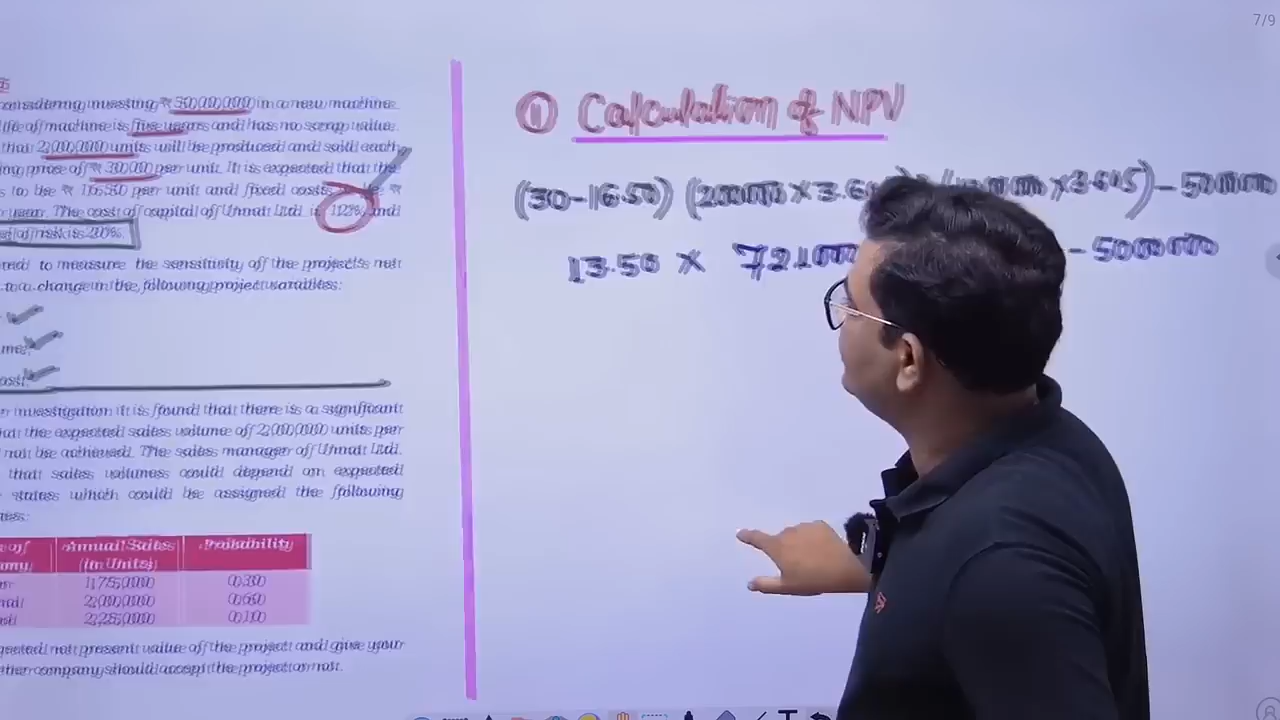 7/9
considering investing ₹ 50,00,000 in a new machine
life of machine is five years and has no scrap value.
that 2,00,000 units will be produced and sold each
ing price of ₹ 30.00 per unit. It is expected that the
s to be ₹ 16.50 per unit and fixed costs ₹
year. The cost of capital of Unnat Ltd. is 12% and
of risk is 20%.
red to measure the sensitivity of the project's net
to a change in the following project variables:
me;
cost;
investigation it is found that there is a significant
hat the expected sales volume of 2,00,000 units per
not be achieved. The sales manager of Unnat Ltd.
that sales volumes could depend on expected
states which could be assigned the following
Annual Sales (in Units) Probability
1,75,000 0.30
2,00,000 0.60
2,25,000 0.10
net present value of the project and give your
ther company should accept the project or not.
① Calculation of NPV
(30-16.50) (200000 × 3.6 ×3.605) - 5000000
13.50 × 721000 - 5000000